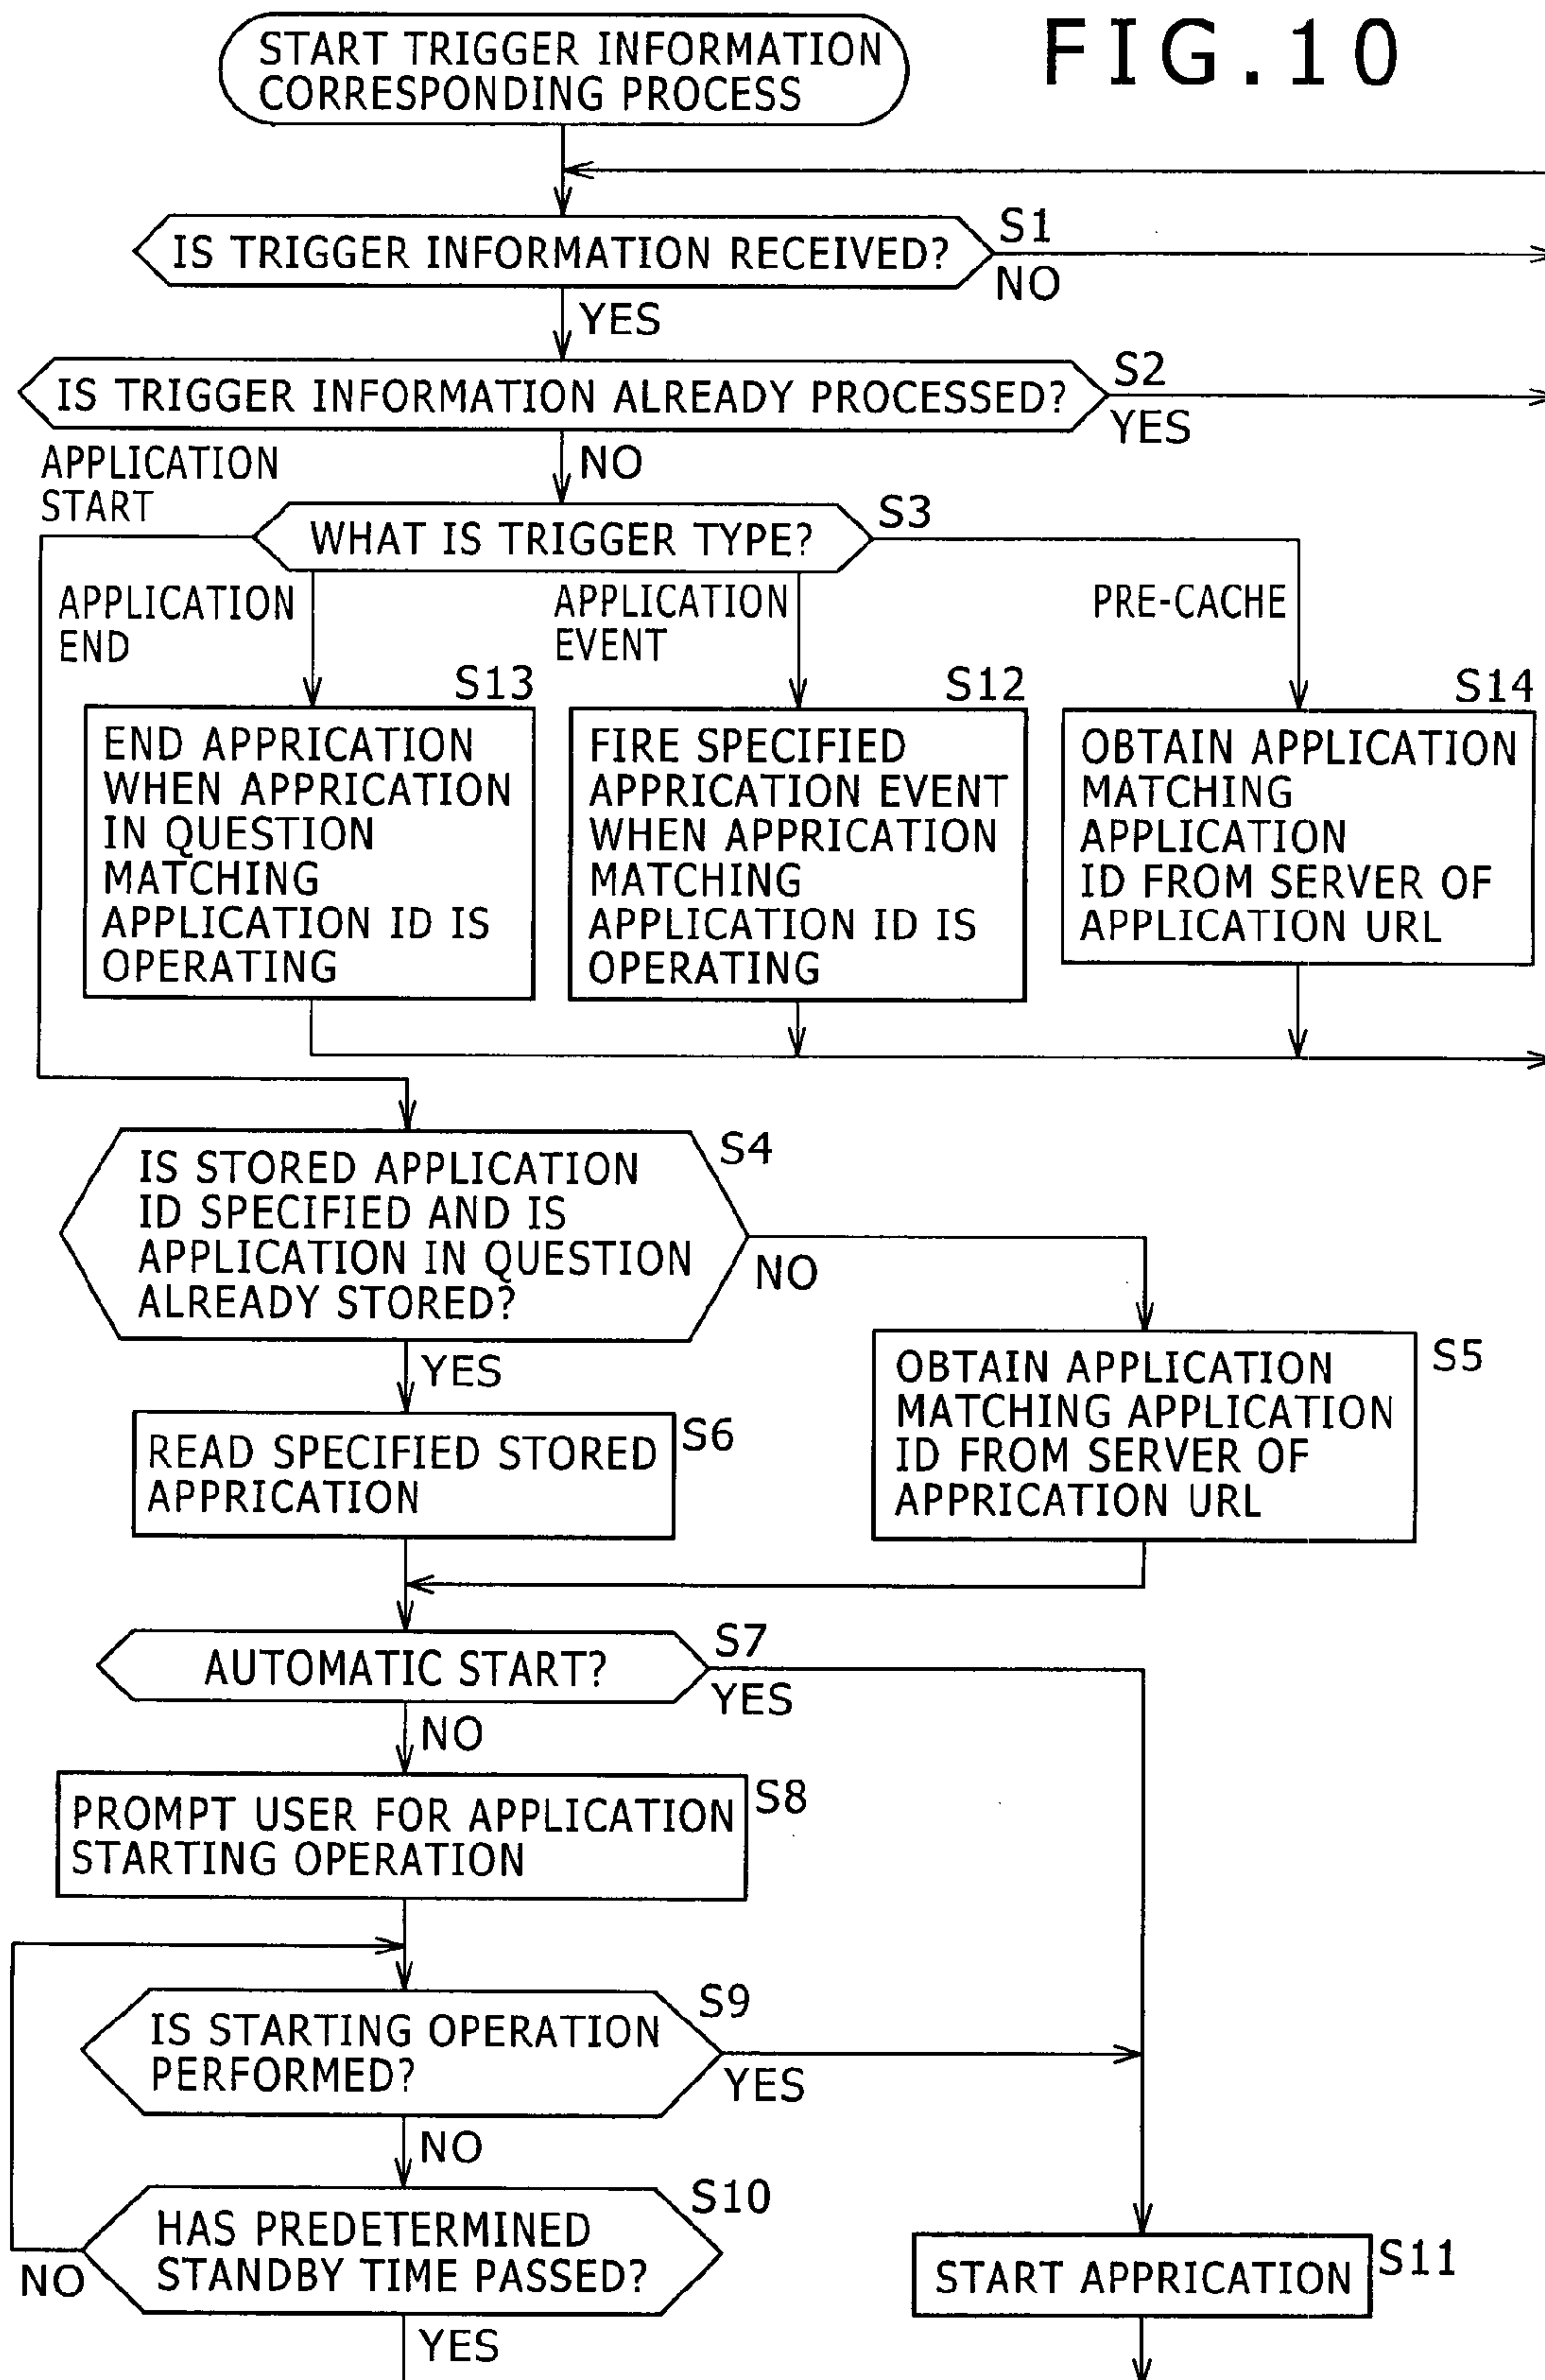 START TRIGGER INFORMATION
CORRESPONDING PROCESS
FIG.10
IS TRIGGER INFORMATION RECEIVED?
S1
NO
YES
IS TRIGGER INFORMATION ALREADY PROCESSED?
S2
YES
NO
APPLICATION
START
WHAT IS TRIGGER TYPE?
S3
APPLICATION
END
APPLICATION
EVENT
PRE-CACHE
S13
END APPRICATION
WHEN APPRICATION
IN QUESTION
MATCHING
APPLICATION ID IS
OPERATING
S12
FIRE SPECIFIED
APPRICATION EVENT
WHEN APPRICATION
MATCHING
APPLICATION ID IS
OPERATING
S14
OBTAIN APPLICATION
MATCHING
APPLICATION
ID FROM SERVER OF
APPLICATION URL
IS STORED APPLICATION
ID SPECIFIED AND IS
APPLICATION IN QUESTION
ALREADY STORED?
S4
NO
YES
OBTAIN APPLICATION
MATCHING APPLICATION
ID FROM SERVER OF
APPRICATION URL
S5
READ SPECIFIED STORED
APPRICATION
S6
AUTOMATIC START?
S7
YES
NO
PROMPT USER FOR APPLICATION
STARTING OPERATION
S8
IS STARTING OPERATION
PERFORMED?
S9
YES
NO
HAS PREDETERMINED
STANDBY TIME PASSED?
S10
NO
YES
START APPRICATION
S11